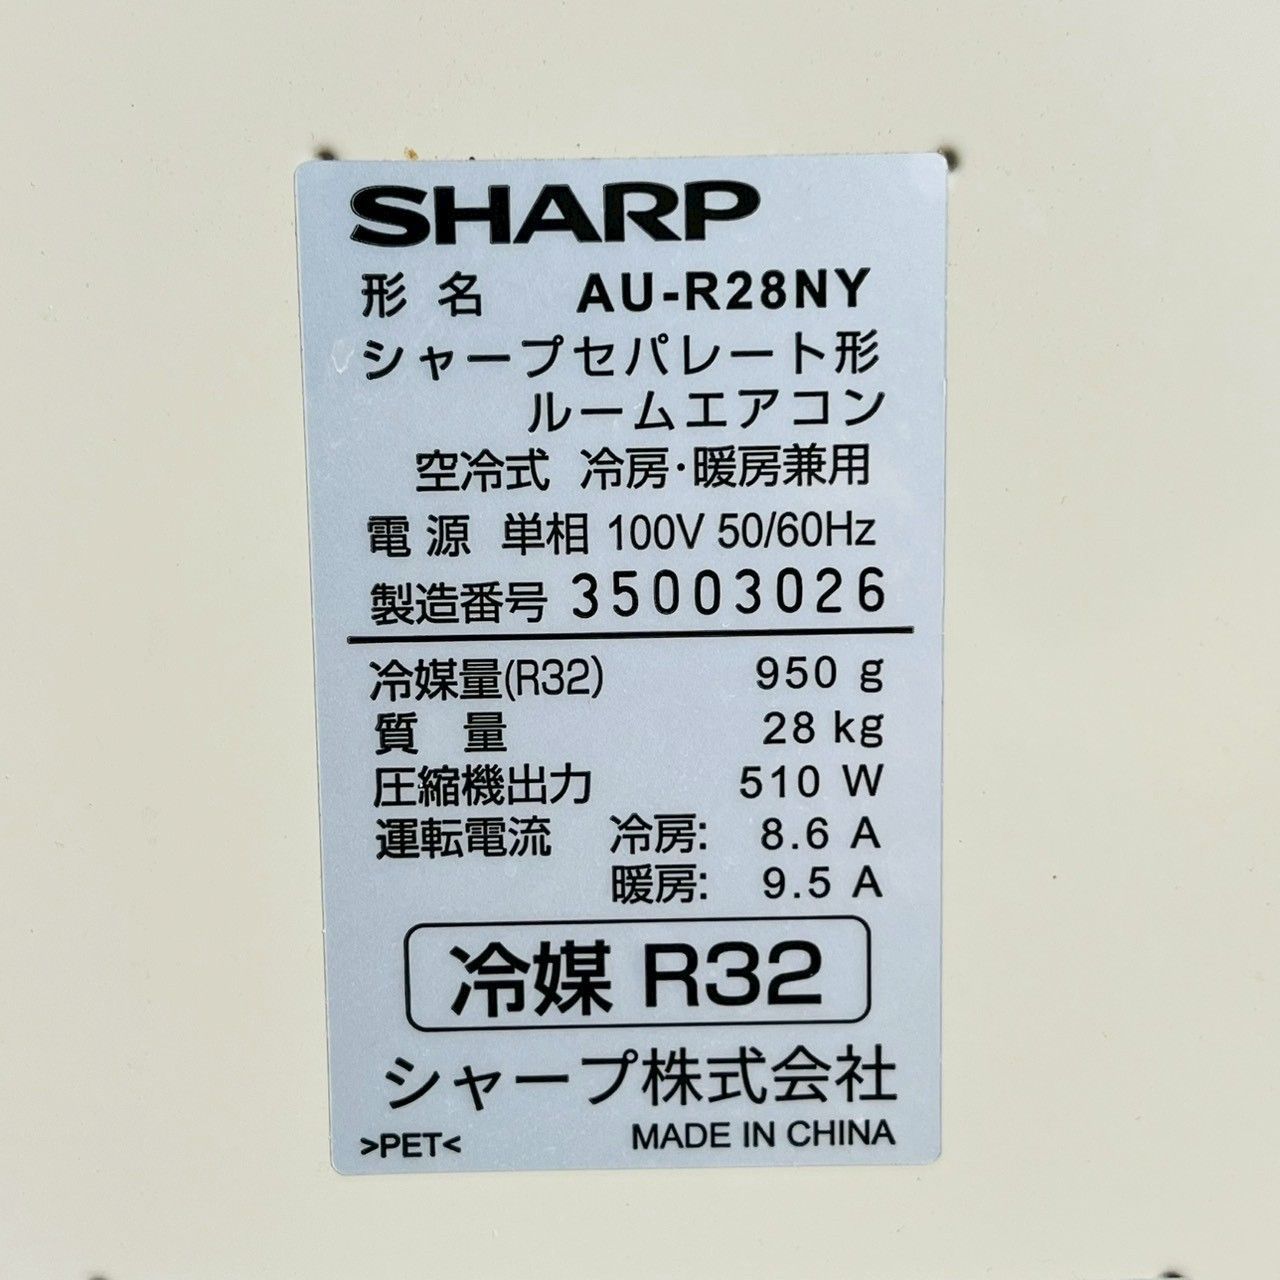 SHARP
形名 AU-R28NY
シャープセパレート形
ルームエアコン
空冷式 冷房・暖房兼用
電源 単相 100V 50/60Hz
製造番号 35003026
冷媒量(R32) 950 g
質量 28 kg
圧縮機出力 510 W
運転電流 冷房: 8.6 A
暖房: 9.5 A
冷媒 R32
シャープ株式会社
>PET< MADE IN CHINA